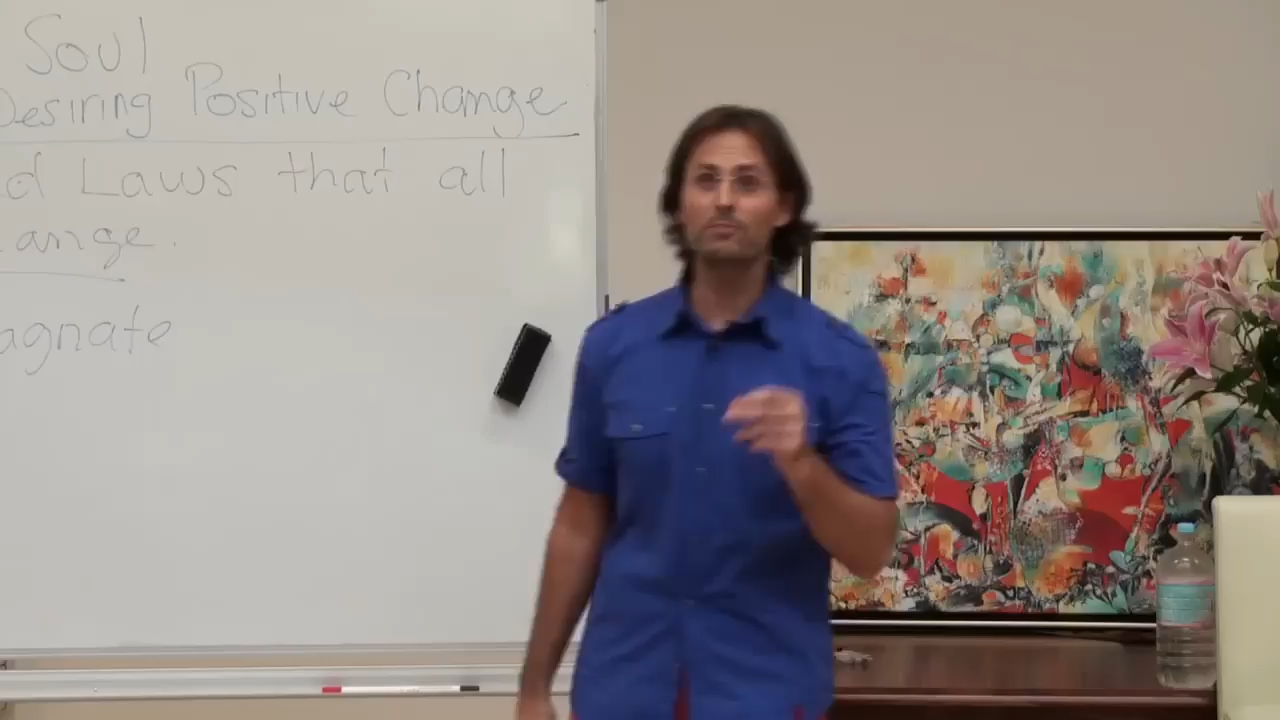 Soul
Desiring Positive Change
d Laws that all
ange.
agnate